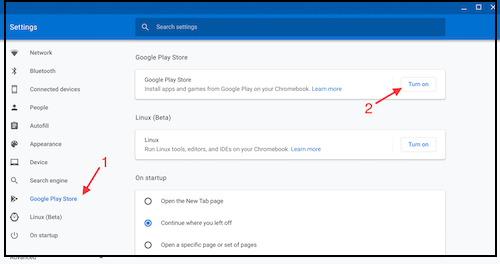 Settings
Search settings
Network
Bluetooth
Connected devices
People
Autofill
Appearance
Device
Search engine
Google Play Store
Linux (Beta)
On startup
Advanced
1
Google Play Store
Google Play Store
Install apps and games from Google Play on your Chromebook. Learn more
Turn on
2
Linux (Beta)
Linux
Run Linux tools, editors, and IDEs on your Chromebook. Learn more
Turn on
On startup
Open the New Tab page
Continue where you left off
Open a specific page or set of pages